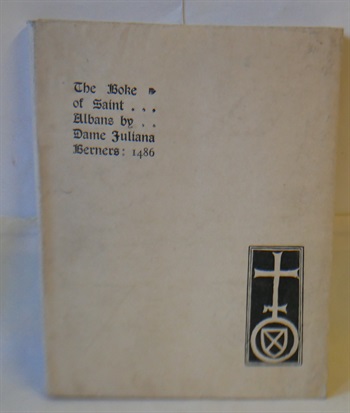 The Boke ❧
of Saint . . .
Albans by . .
Dame Juliana
Berners: 1486